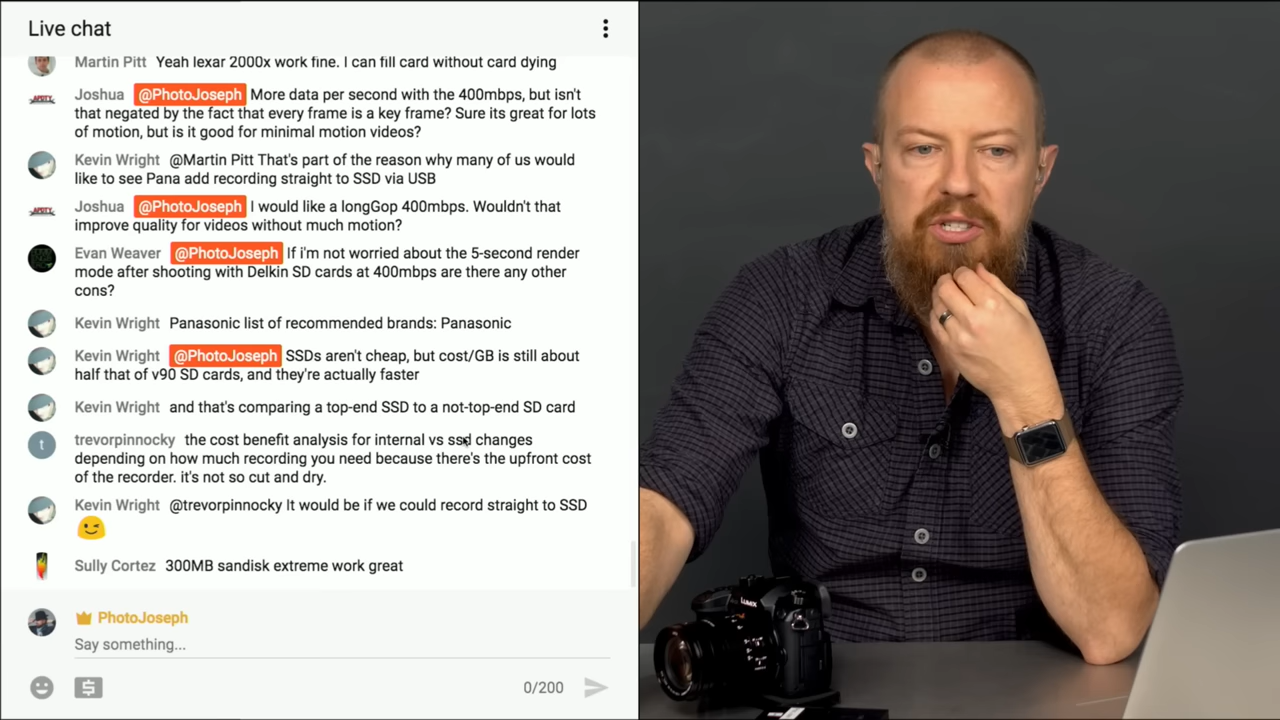 Live chat
Martin Pitt Yeah lexar 2000x work fine. I can fill card without card dying
Joshua @PhotoJoseph More data per second with the 400mbps, but isn't
that negated by the fact that every frame is a key frame? Sure its great for lots
of motion, but is it good for minimal motion videos?
Kevin Wright @Martin Pitt That's part of the reason why many of us would
like to see Pana add recording straight to SSD via USB
Joshua @PhotoJoseph I would like a longGop 400mbps. Wouldn't that
improve quality for videos without much motion?
Evan Weaver @PhotoJoseph If i'm not worried about the 5-second render
mode after shooting with Delkin SD cards at 400mbps are there any other
cons?
Kevin Wright Panasonic list of recommended brands: Panasonic
Kevin Wright @PhotoJoseph SSDs aren't cheap, but cost/GB is still about
half that of v90 SD cards, and they're actually faster
Kevin Wright and that's comparing a top-end SSD to a not-top-end SD card
t
trevorpinnocky the cost benefit analysis for internal vs ssd changes
depending on how much recording you need because there's the upfront cost
of the recorder. it's not so cut and dry.
Kevin Wright @trevorpinnocky It would be if we could record straight to SSD
Sully Cortez 300MB sandisk extreme work great
PhotoJoseph
Say something...
$
0/200
LUMIX